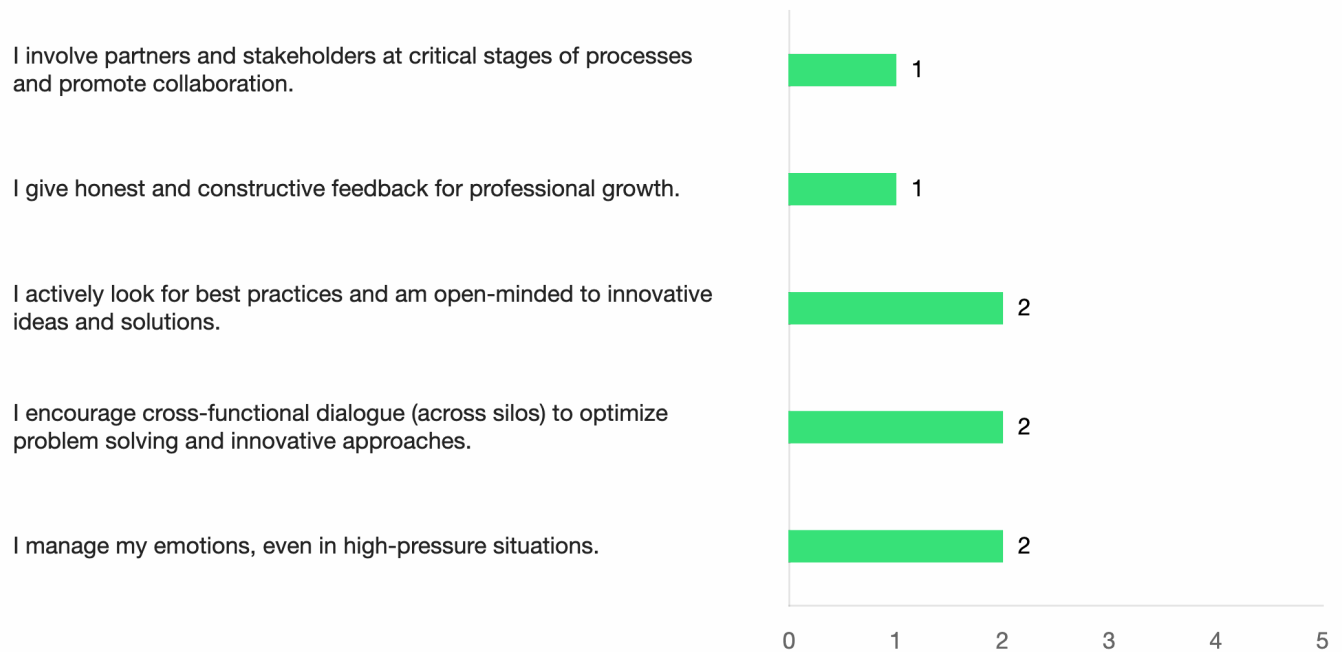 I involve partners and stakeholders at critical stages of processes
and promote collaboration.
1
I give honest and constructive feedback for professional growth.
1
I actively look for best practices and am open-minded to innovative
ideas and solutions.
2
I encourage cross-functional dialogue (across silos) to optimize
problem solving and innovative approaches.
2
I manage my emotions, even in high-pressure situations.
2
0 1 2 3 4 5